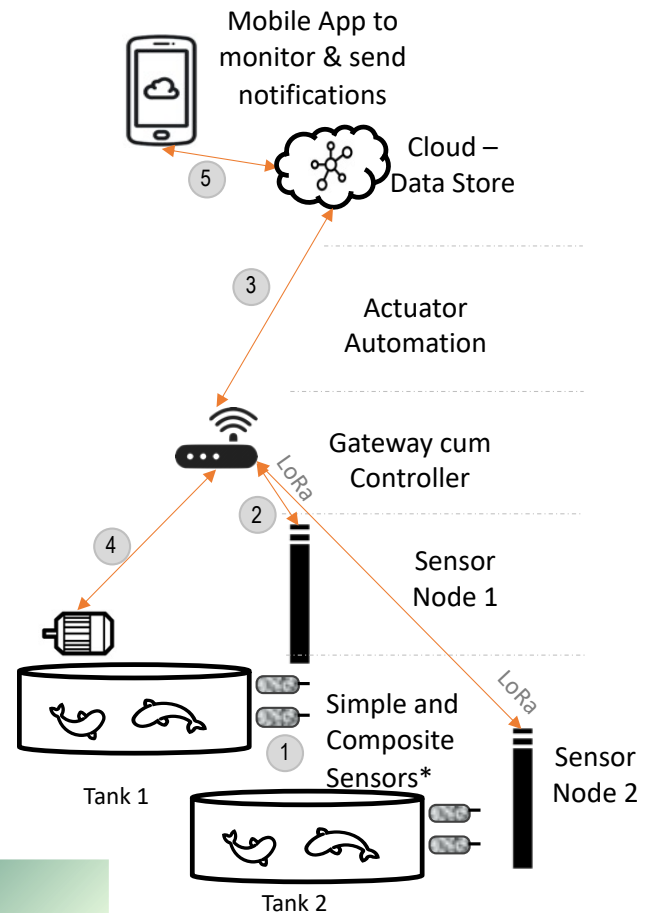 Mobile App to
monitor & send
notifications
Cloud –
Data Store
5
3
Actuator
Automation
Gateway cum
Controller
LoRa
2
4
Sensor
Node 1
LoRa
Simple and
Composite
Sensors*
1
Sensor
Node 2
Tank 1
Tank 2